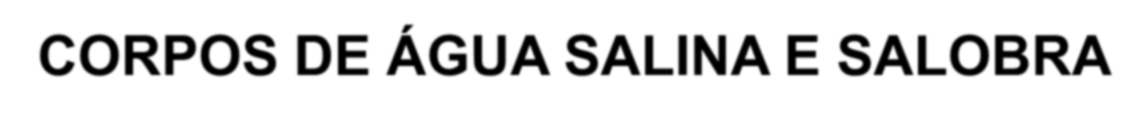 CORPOS DE ÁGUA SALINA E SALOBRA